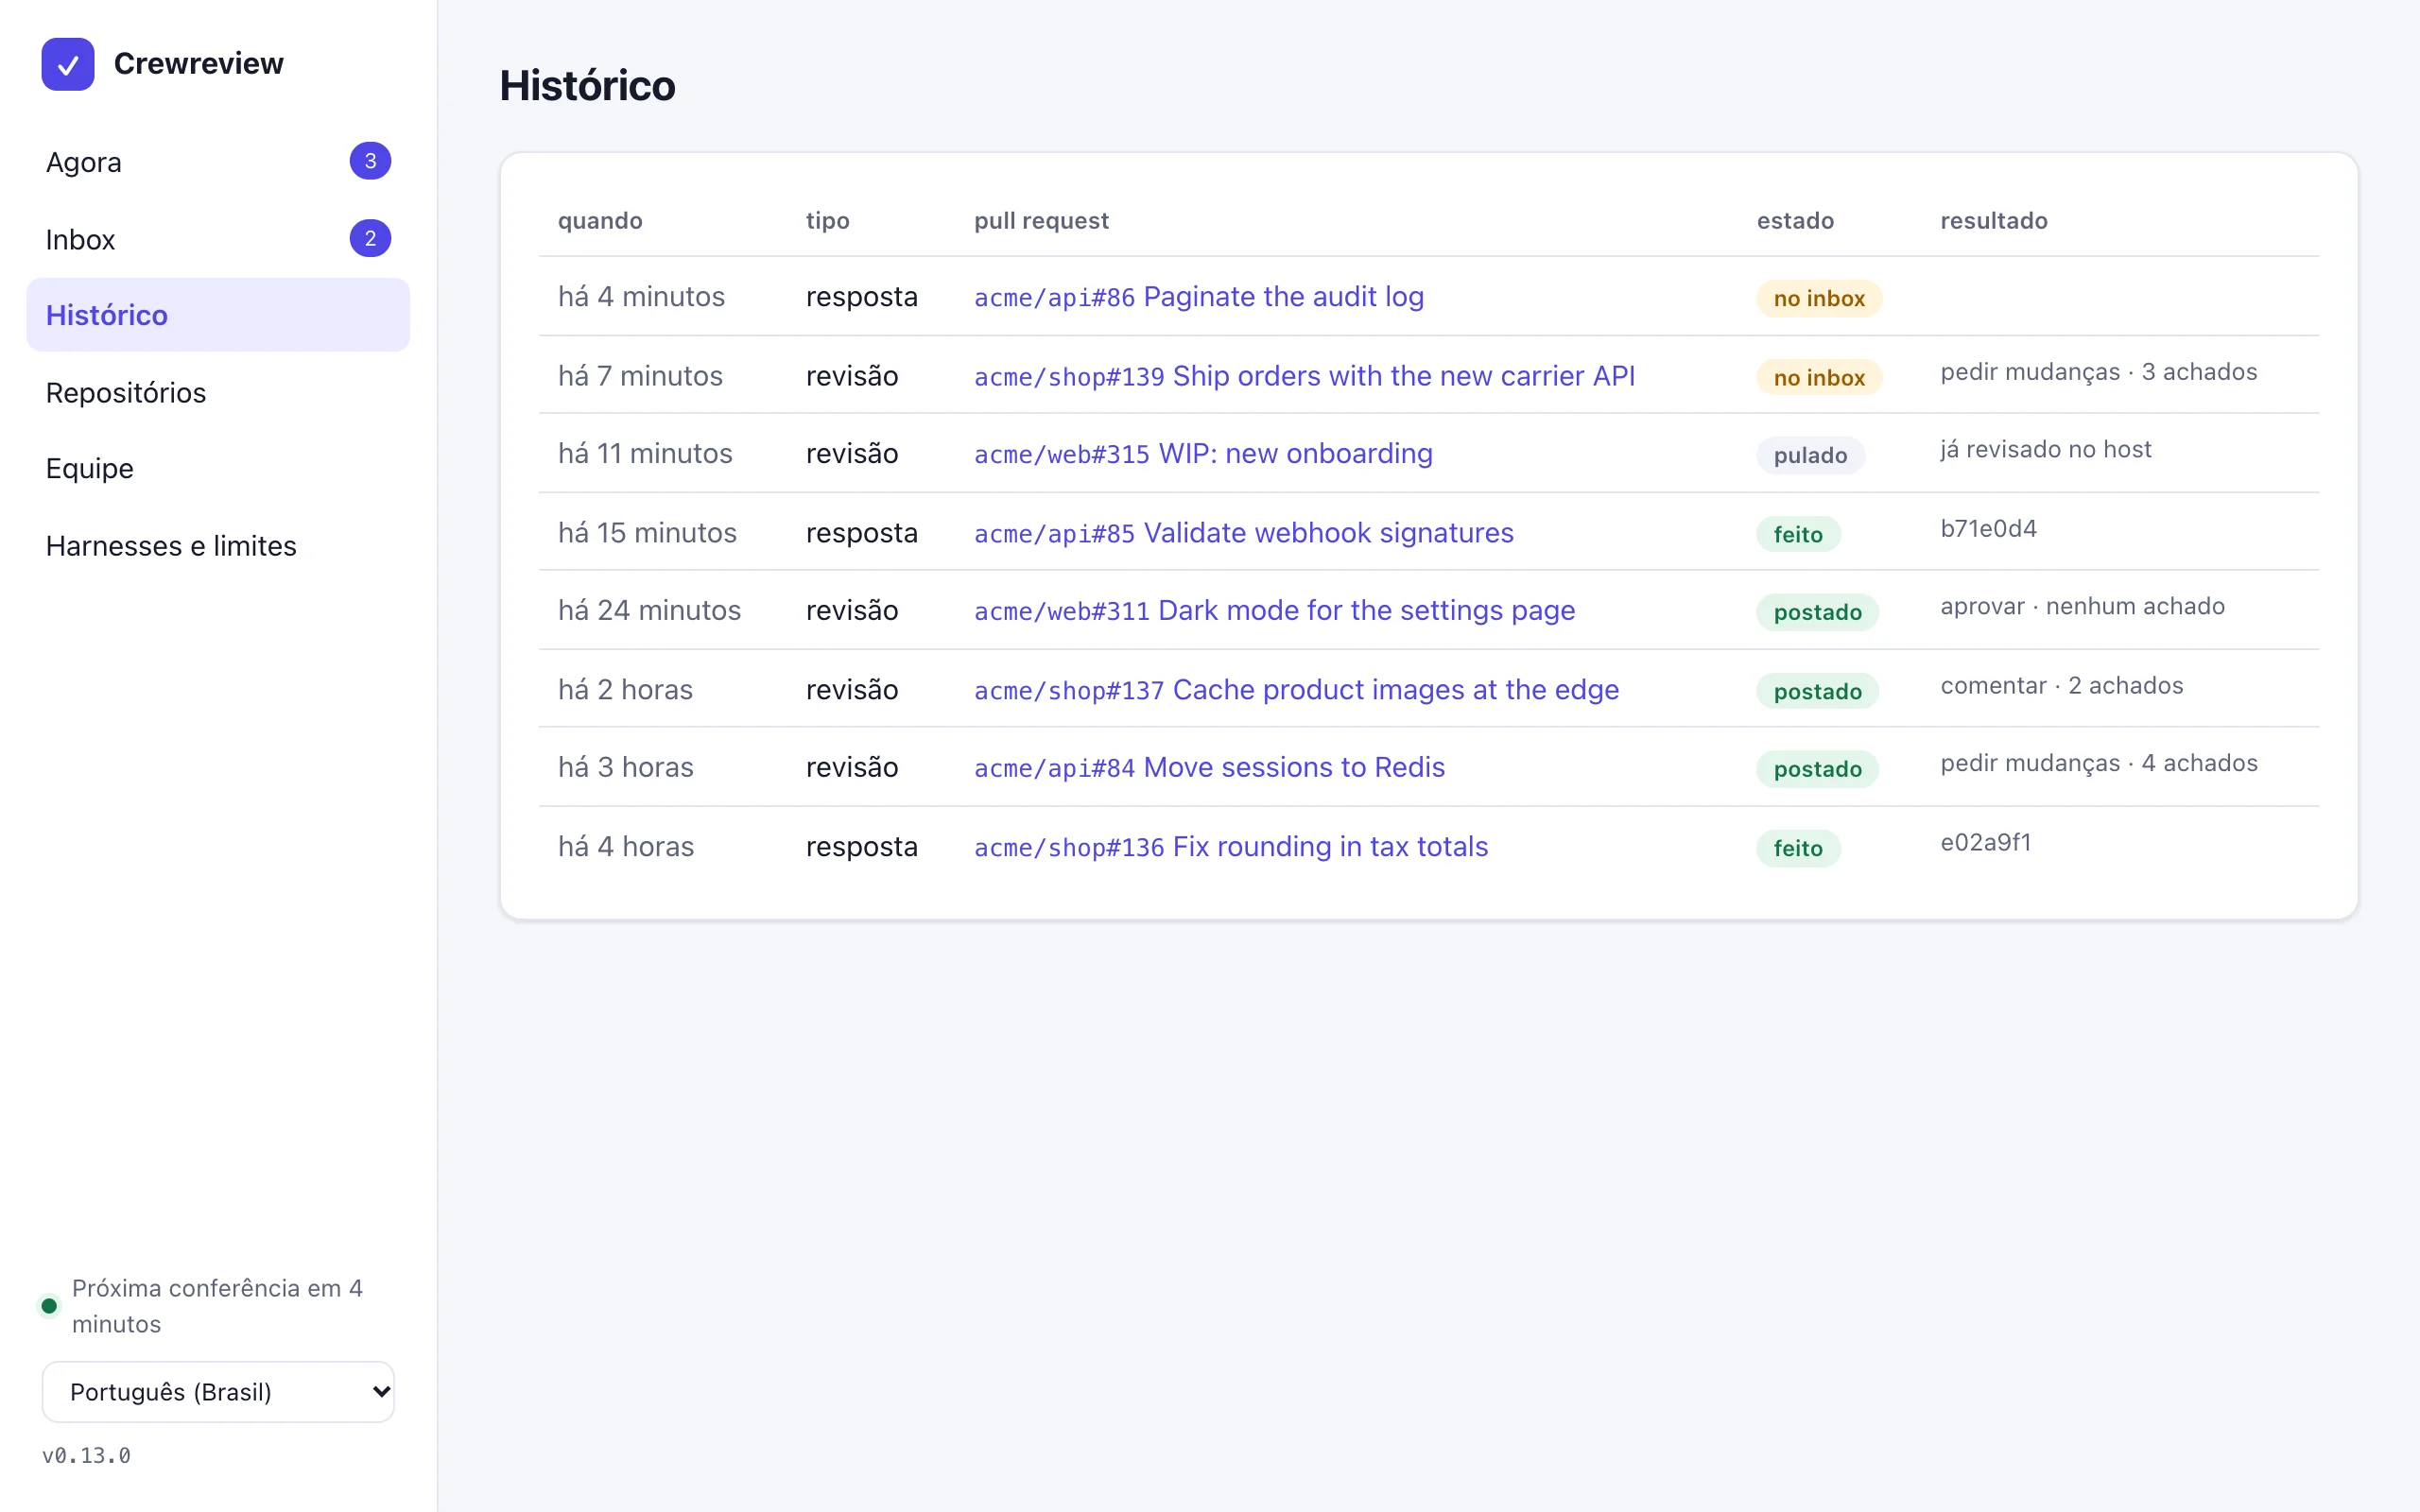 Crewreview
Agora 3
Inbox 2
Histórico
Repositórios
Equipe
Harnesses e limites
Próxima conferência em 4
minutos
Português (Brasil)
v0.13.0
Histórico
quando tipo pull request estado resultado
há 4 minutos resposta acme/api#86 Paginate the audit log no inbox
há 7 minutos revisão acme/shop#139 Ship orders with the new carrier API no inbox pedir mudanças · 3 achados
há 11 minutos revisão acme/web#315 WIP: new onboarding pulado já revisado no host
há 15 minutos resposta acme/api#85 Validate webhook signatures feito b71e0d4
há 24 minutos revisão acme/web#311 Dark mode for the settings page postado aprovar · nenhum achado
há 2 horas revisão acme/shop#137 Cache product images at the edge postado comentar · 2 achados
há 3 horas revisão acme/api#84 Move sessions to Redis postado pedir mudanças · 4 achados
há 4 horas resposta acme/shop#136 Fix rounding in tax totals feito e02a9f1